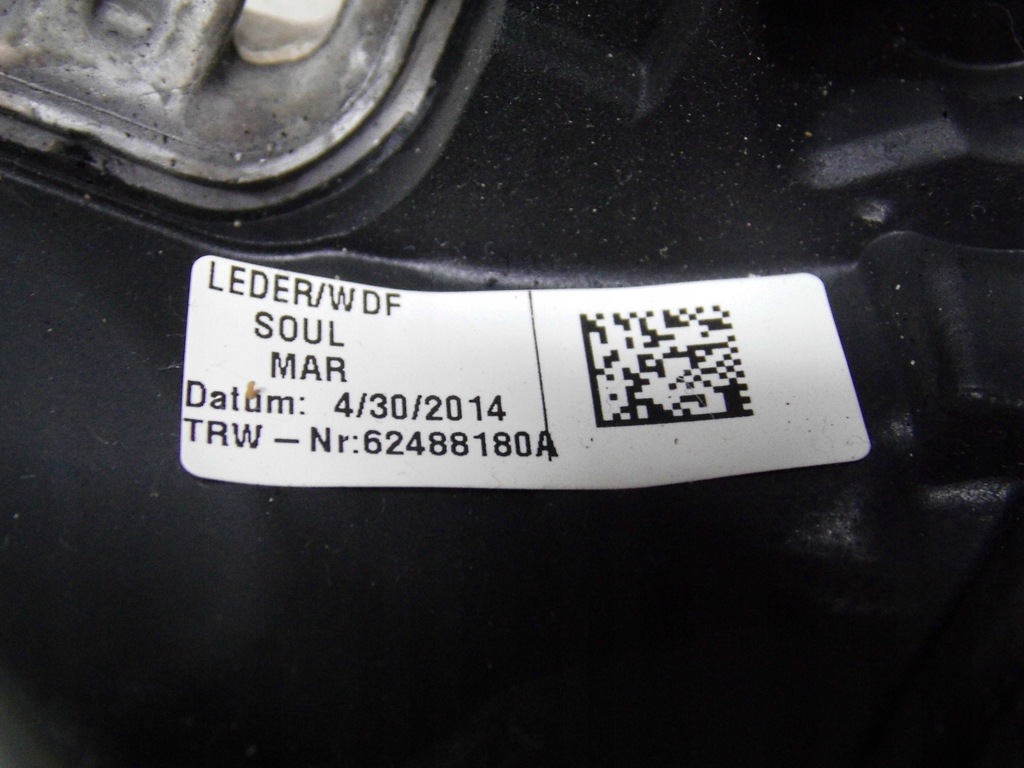 LEDER/WDF
SOUL
MAR
Datum: 4/30/2014
TRW - Nr:62488180A